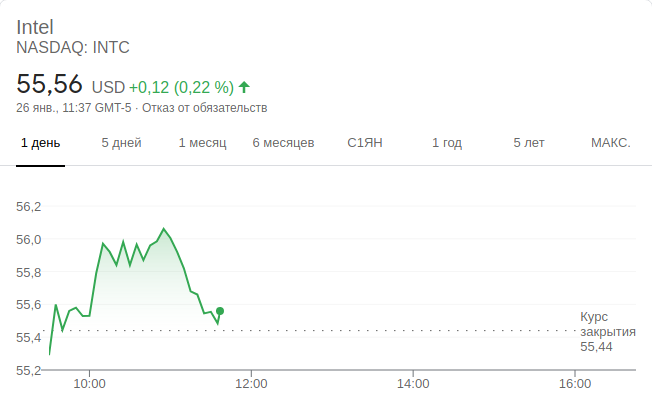 Intel
NASDAQ: INTC
55,56 USD +0,12 (0,22 %)
26 янв., 11:37 GMT-5 · Отказ от обязательств
1 день 5 дней 1 месяц 6 месяцев С1ЯН 1 год 5 лет МАКС.
56,2
56,0
55,8
55,6
55,4
55,2
Курс
закрытия
55,44
10:00 12:00 14:00 16:00